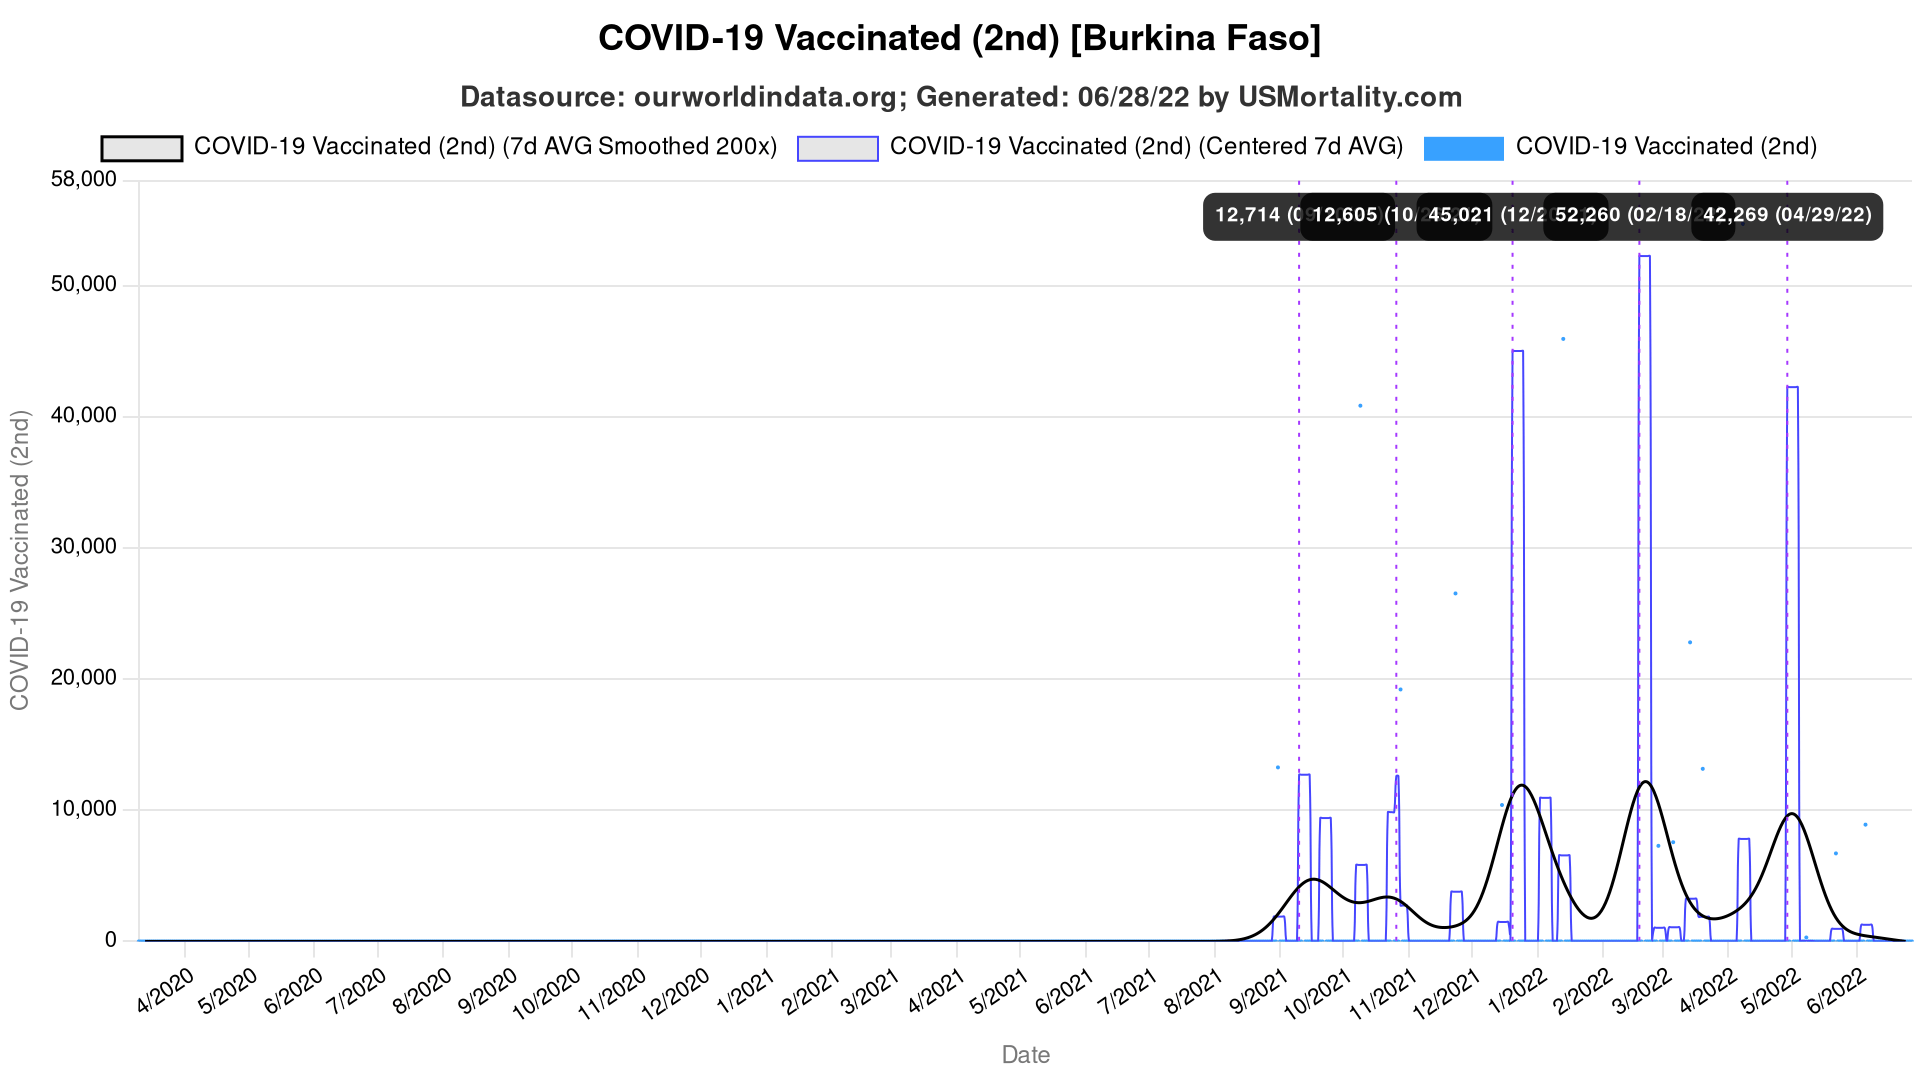 COVID-19 Vaccinated (2nd) [Burkina Faso]
Datasource: ourworldindata.org; Generated: 06/28/22 by USMortality.com
COVID-19 Vaccinated (2nd) (7d AVG Smoothed 200x) COVID-19 Vaccinated (2nd) (Centered 7d AVG) COVID-19 Vaccinated (2nd)
12,714 12,605 (10/ 45,021 (12/2 52,260 (02/18/ 42,269 (04/29/22)
58,000
50,000
40,000
30,000
20,000
10,000
0
COVID-19 Vaccinated (2nd)
4/2020 5/2020 6/2020 7/2020 8/2020 9/2020 10/2020 11/2020 12/2020 1/2021 2/2021 3/2021 4/2021 5/2021 6/2021 7/2021 8/2021 9/2021 10/2021 11/2021 12/2021 1/2022 2/2022 3/2022 4/2022 5/2022 6/2022
Date